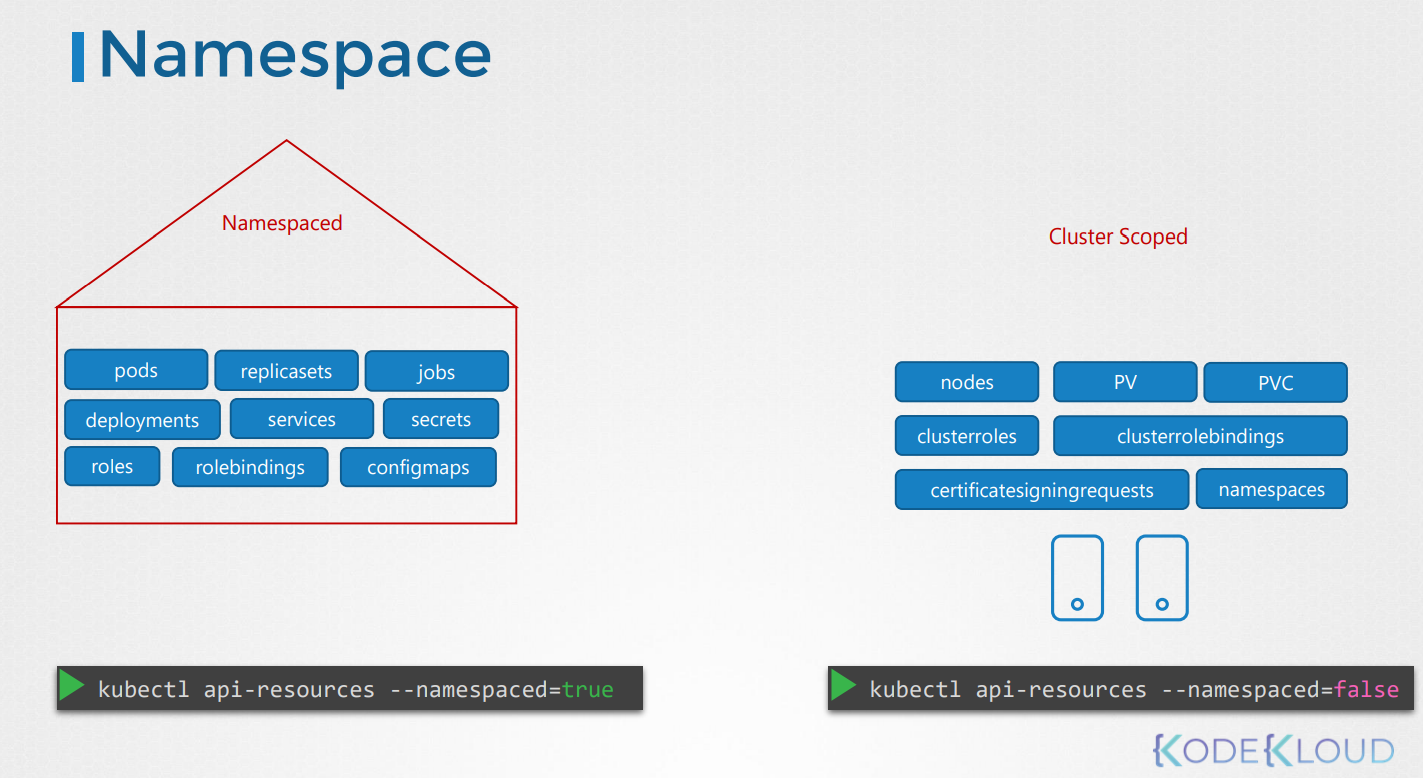 Namespace
Namespaced
Cluster Scoped
pods
replicasets
jobs
deployments
services
secrets
roles
rolebindings
configmaps
nodes
PV
PVC
clusterroles
clusterrolebindings
certificatesigningrequests
namespaces
kubectl api-resources --namespaced=true
kubectl api-resources --namespaced=false
KODEKLOUD